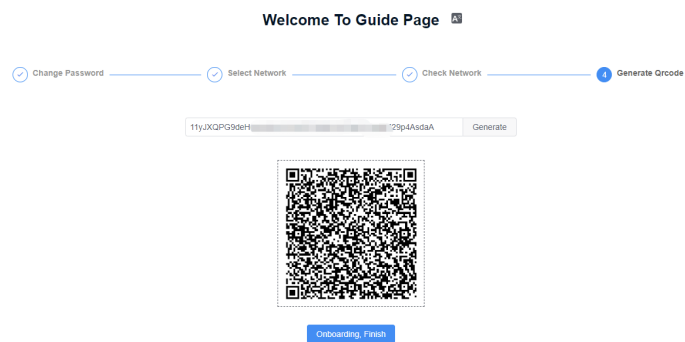 Welcome To Guide Page
Change Password
Select Network
Check Network
4 Generate Qrcode
11yJXQPG9deH 29p4AsdaA Generate
Onboarding, Finish